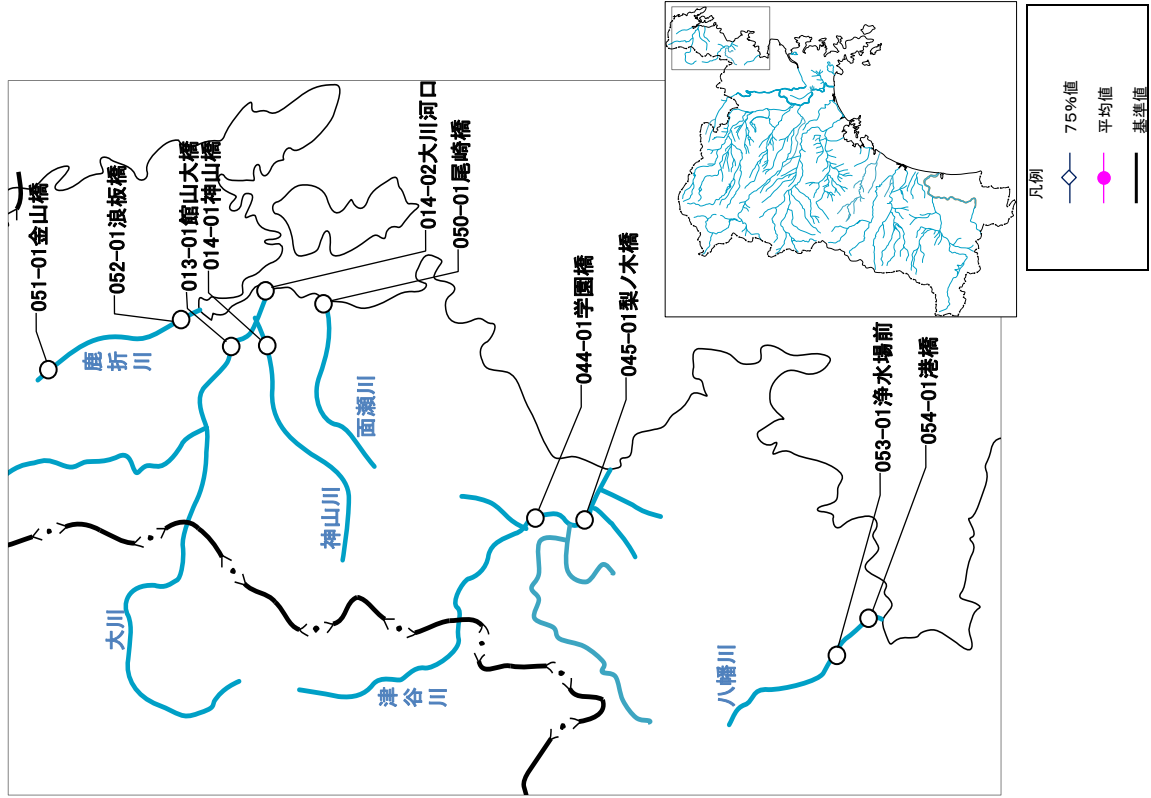 051-01金山橋
052-01浪板橋
013-01館山大橋
014-01神山橋
014-02大川河口
050-01尾崎橋
044-01学園橋
045-01梨ノ木橋
053-01浄水場前
054-01港橋
鹿
折
川
面瀬川
神山川
大川
津
谷
川
八幡川
凡例
75%値
平均値
基準値